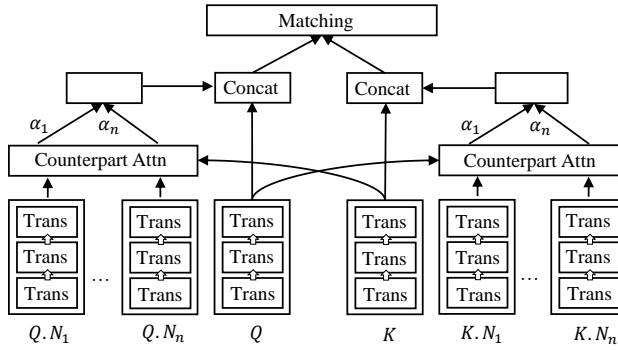 Matching
Concat Concat
α₁ αₙ α₁ αₙ
Counterpart Attn Counterpart Attn
Trans Trans Trans Trans Trans Trans
Trans Trans Trans Trans Trans Trans
... ...
Trans Trans Trans Trans Trans Trans
Q.N₁ Q.Nₙ Q K K.N₁ K.Nₙ